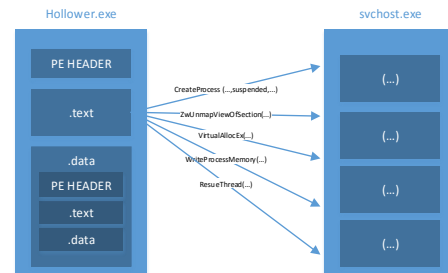 Hollower.exe
svchost.exe
PE HEADER
.text
.data
PE HEADER
.text
.data
CreateProcess (...,suspended,...)
ZwUnmapViewOfSection(...)
VirtualAllocEx(...)
WriteProcessMemory(...)
ResueThread(...)
(...)
(...)
(...)
(...)